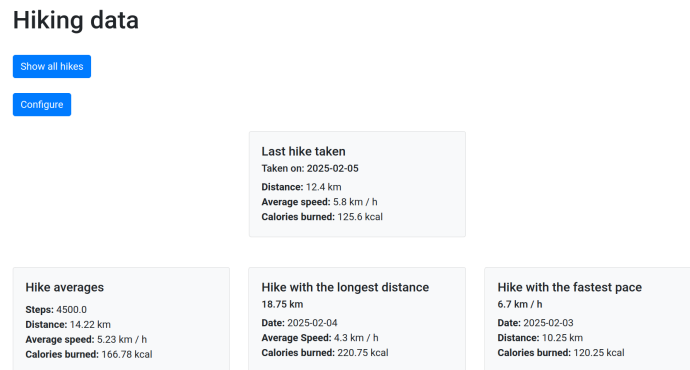 Hiking data
Show all hikes
Configure
Last hike taken
Taken on: 2025-02-05
Distance: 12.4 km
Average speed: 5.8 km / h
Calories burned: 125.6 kcal
Hike averages
Steps: 4500.0
Distance: 14.22 km
Average speed: 5.23 km / h
Calories burned: 166.78 kcal
Hike with the longest distance
18.75 km
Date: 2025-02-04
Average Speed: 4.3 km / h
Calories burned: 220.75 kcal
Hike with the fastest pace
6.7 km / h
Date: 2025-02-03
Distance: 10.25 km
Calories burned: 120.25 kcal